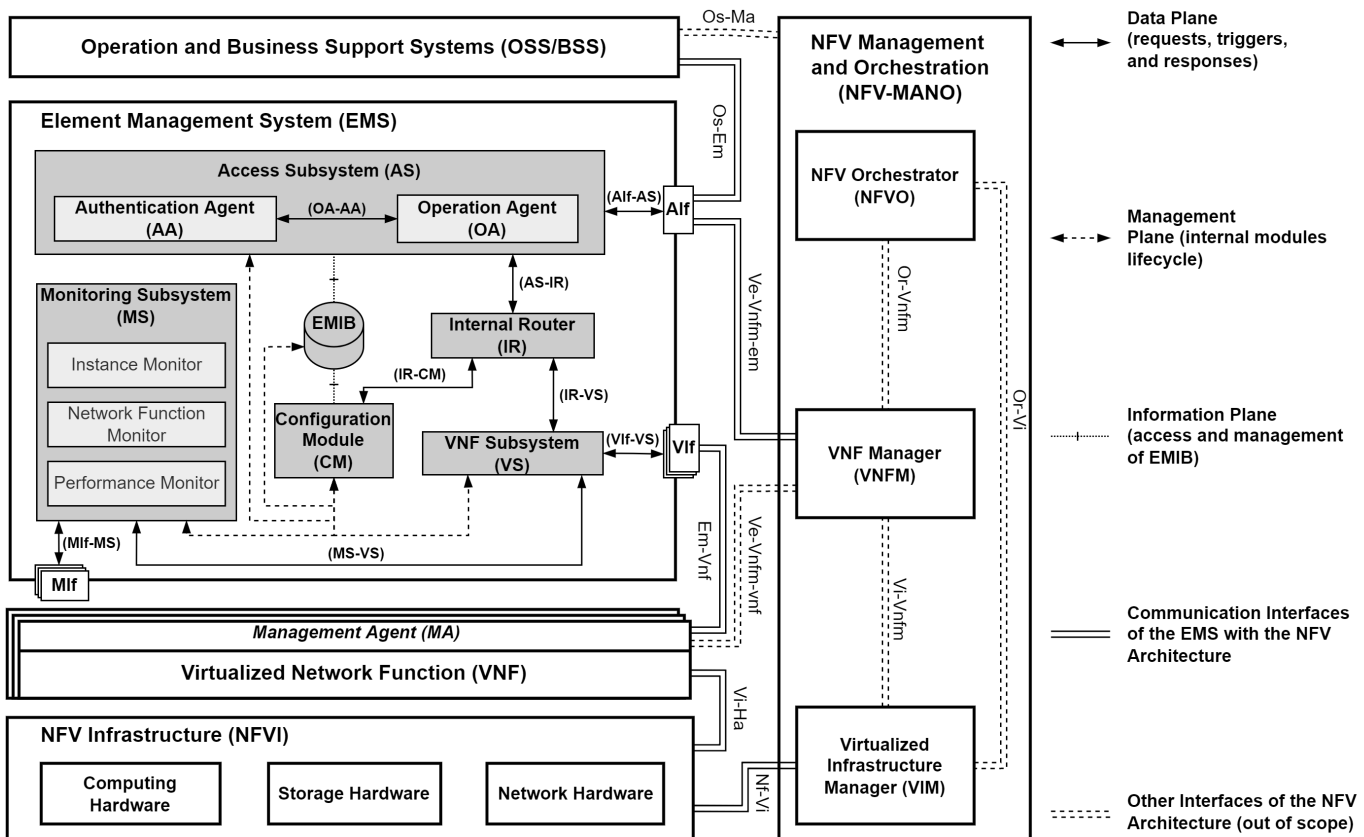 Operation and Business Support Systems (OSS/BSS)
Os-Ma
NFV Management
and Orchestration
(NFV-MANO)
Os-Em
Element Management System (EMS)
Access Subsystem (AS)
Authentication Agent
(AA)
(OA-AA)
Operation Agent
(OA)
(AIf-AS)
AIf
(AS-IR)
Monitoring Subsystem
(MS)
Instance Monitor
Network Function
Monitor
Performance Monitor
EMIB
Internal Router
(IR)
(IR-CM)
(IR-VS)
Configuration
Module
(CM)
VNF Subsystem
(VS)
(VIf-VS)
VIf
(MIf-MS)
(MS-VS)
MIf
Ve-Vnfm-em
Em-Vnf
Ve-Vnfm-vnf
Management Agent (MA)
Virtualized Network Function (VNF)
Vi-Ha
NFV Infrastructure (NFVI)
Computing
Hardware
Storage Hardware
Network Hardware
Nf-Vi
NFV Orchestrator
(NFVO)
Or-Vnfm
Or-Vi
VNF Manager
(VNFM)
Vi-Vnfm
Virtualized
Infrastructure
Manager (VIM)
Data Plane
(requests, triggers,
and responses)
Management
Plane (internal modules
lifecycle)
Information Plane
(access and management
of EMIB)
Communication Interfaces
of the EMS with the NFV
Architecture
Other Interfaces of the NFV
Architecture (out of scope)